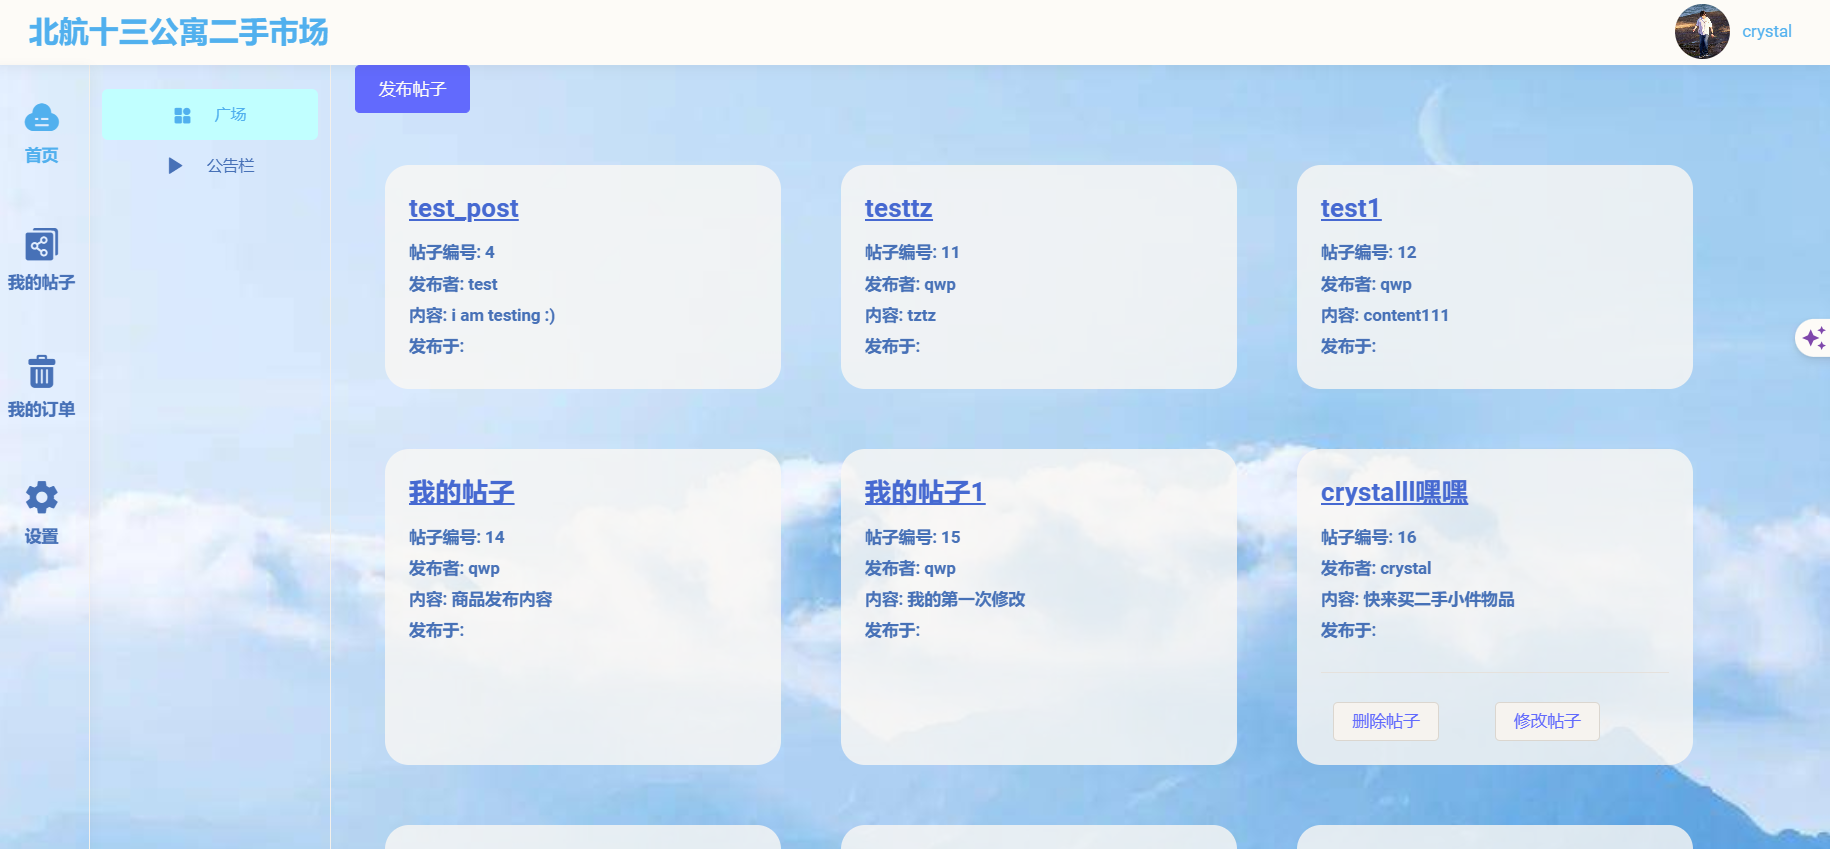 北航十三公寓二手市场
crystal
首页
我的帖子
我的订单
设置
广场
公告栏
发布帖子
test_post
帖子编号: 4
发布者: test
内容: i am testing :)
发布于:
testtz
帖子编号: 11
发布者: qwp
内容: tztz
发布于:
test1
帖子编号: 12
发布者: qwp
内容: content111
发布于:
我的帖子
帖子编号: 14
发布者: qwp
内容: 商品发布内容
发布于:
我的帖子1
帖子编号: 15
发布者: qwp
内容: 我的第一次修改
发布于:
crystalll嘿嘿
帖子编号: 16
发布者: crystal
内容: 快来买二手小件物品
发布于:
删除帖子
修改帖子